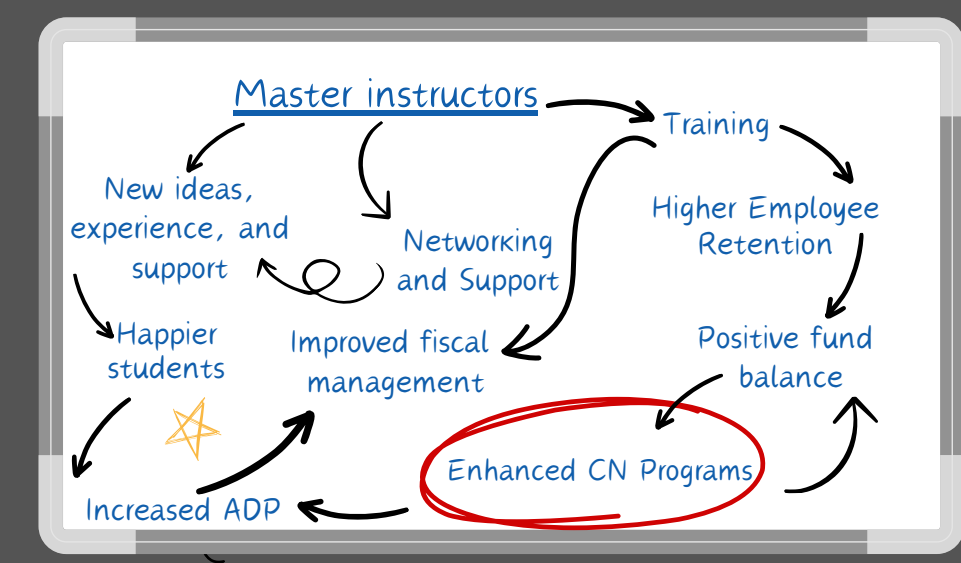 Master instructors
Training
New ideas,
experience, and
support
Networking
and Support
Higher Employee
Retention
Happier
students
Improved fiscal
management
Positive fund
balance
Enhanced CN Programs
Increased ADP